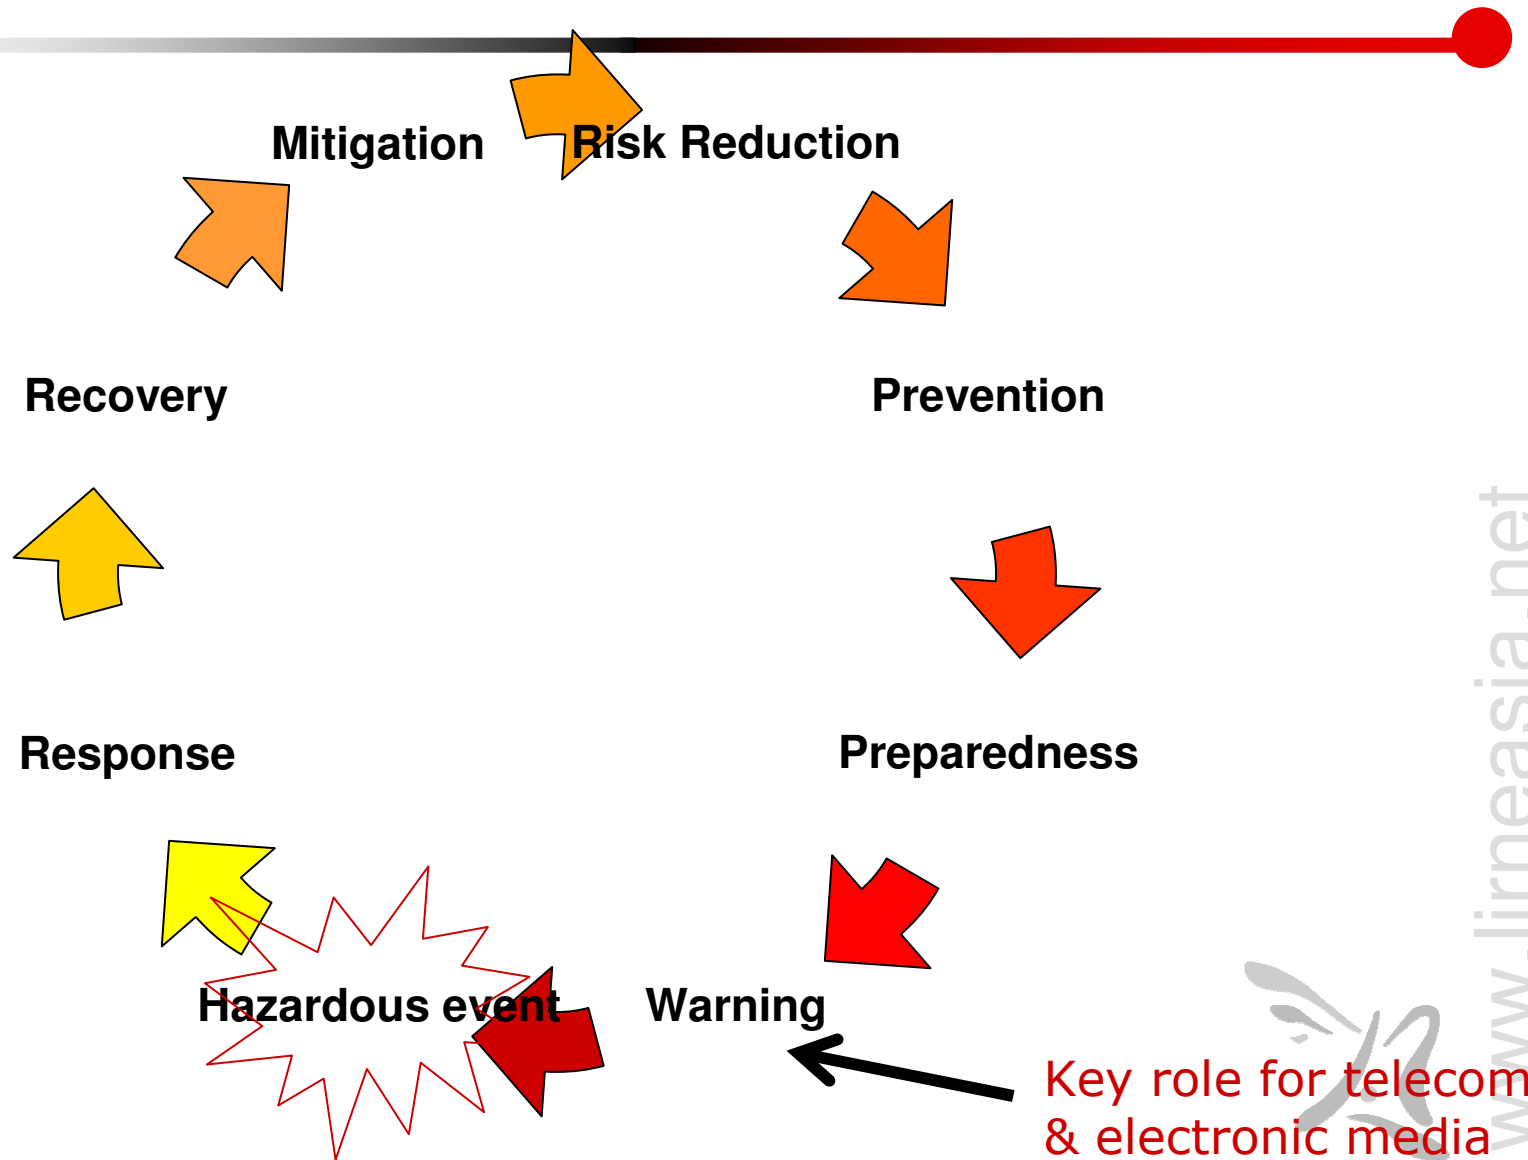 Mitigation
Risk Reduction
Recovery
Prevention
Response
Preparedness
Hazardous event
Warning
Key role for telecom
& electronic media
www.lirneasia.net